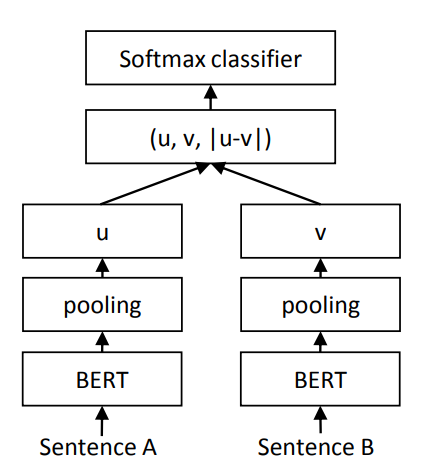 Softmax classifier
(u, v, |u-v|)
u v
pooling pooling
BERT BERT
Sentence A Sentence B